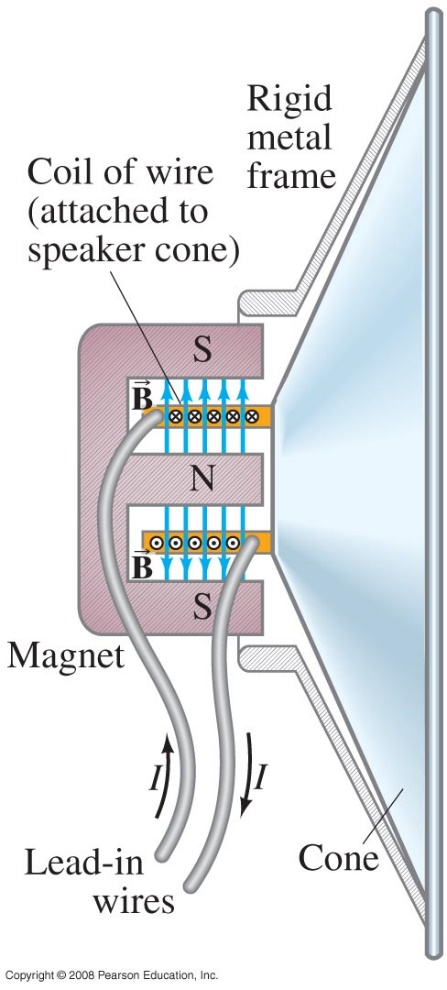 Rigid
metal
frame
Coil of wire
(attached to
speaker cone)
S
B
N
B
S
Magnet
I
I
Lead-in
wires
Cone
Copyright © 2008 Pearson Education, Inc.